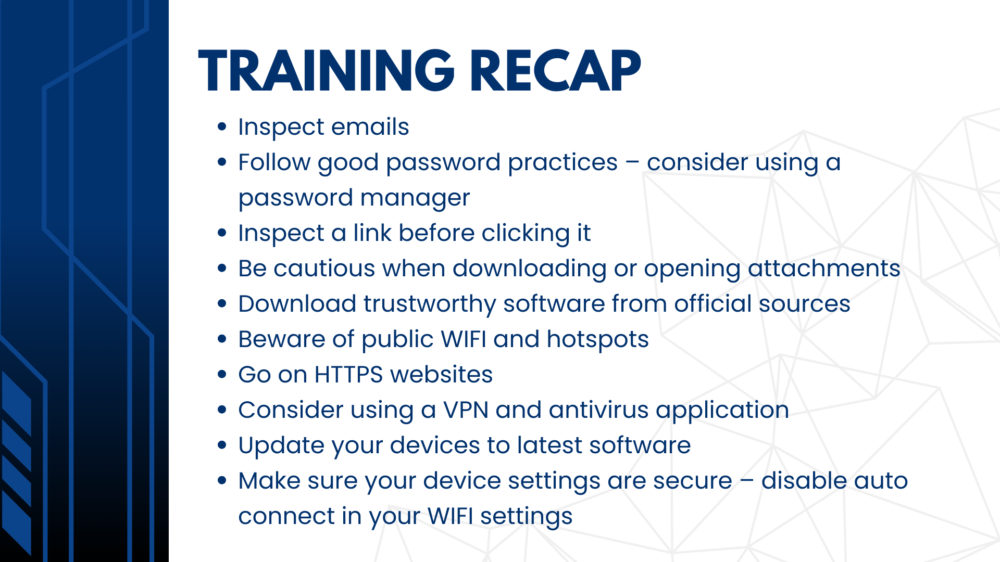 TRAINING RECAP
• Inspect emails
• Follow good password practices – consider using a
password manager
• Inspect a link before clicking it
• Be cautious when downloading or opening attachments
• Download trustworthy software from official sources
• Beware of public WIFI and hotspots
• Go on HTTPS websites
• Consider using a VPN and antivirus application
• Update your devices to latest software
• Make sure your device settings are secure – disable auto
connect in your WIFI settings